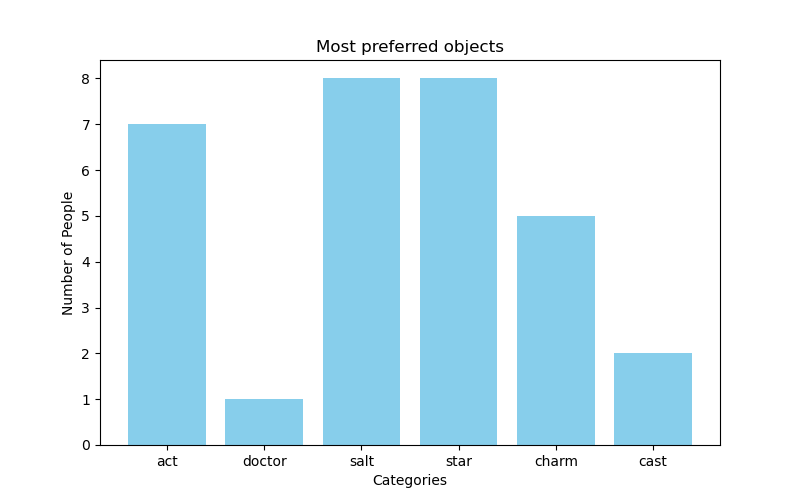 Most preferred objects
Number of People
8
7
6
5
4
3
2
1
0
act doctor salt star charm cast
Categories